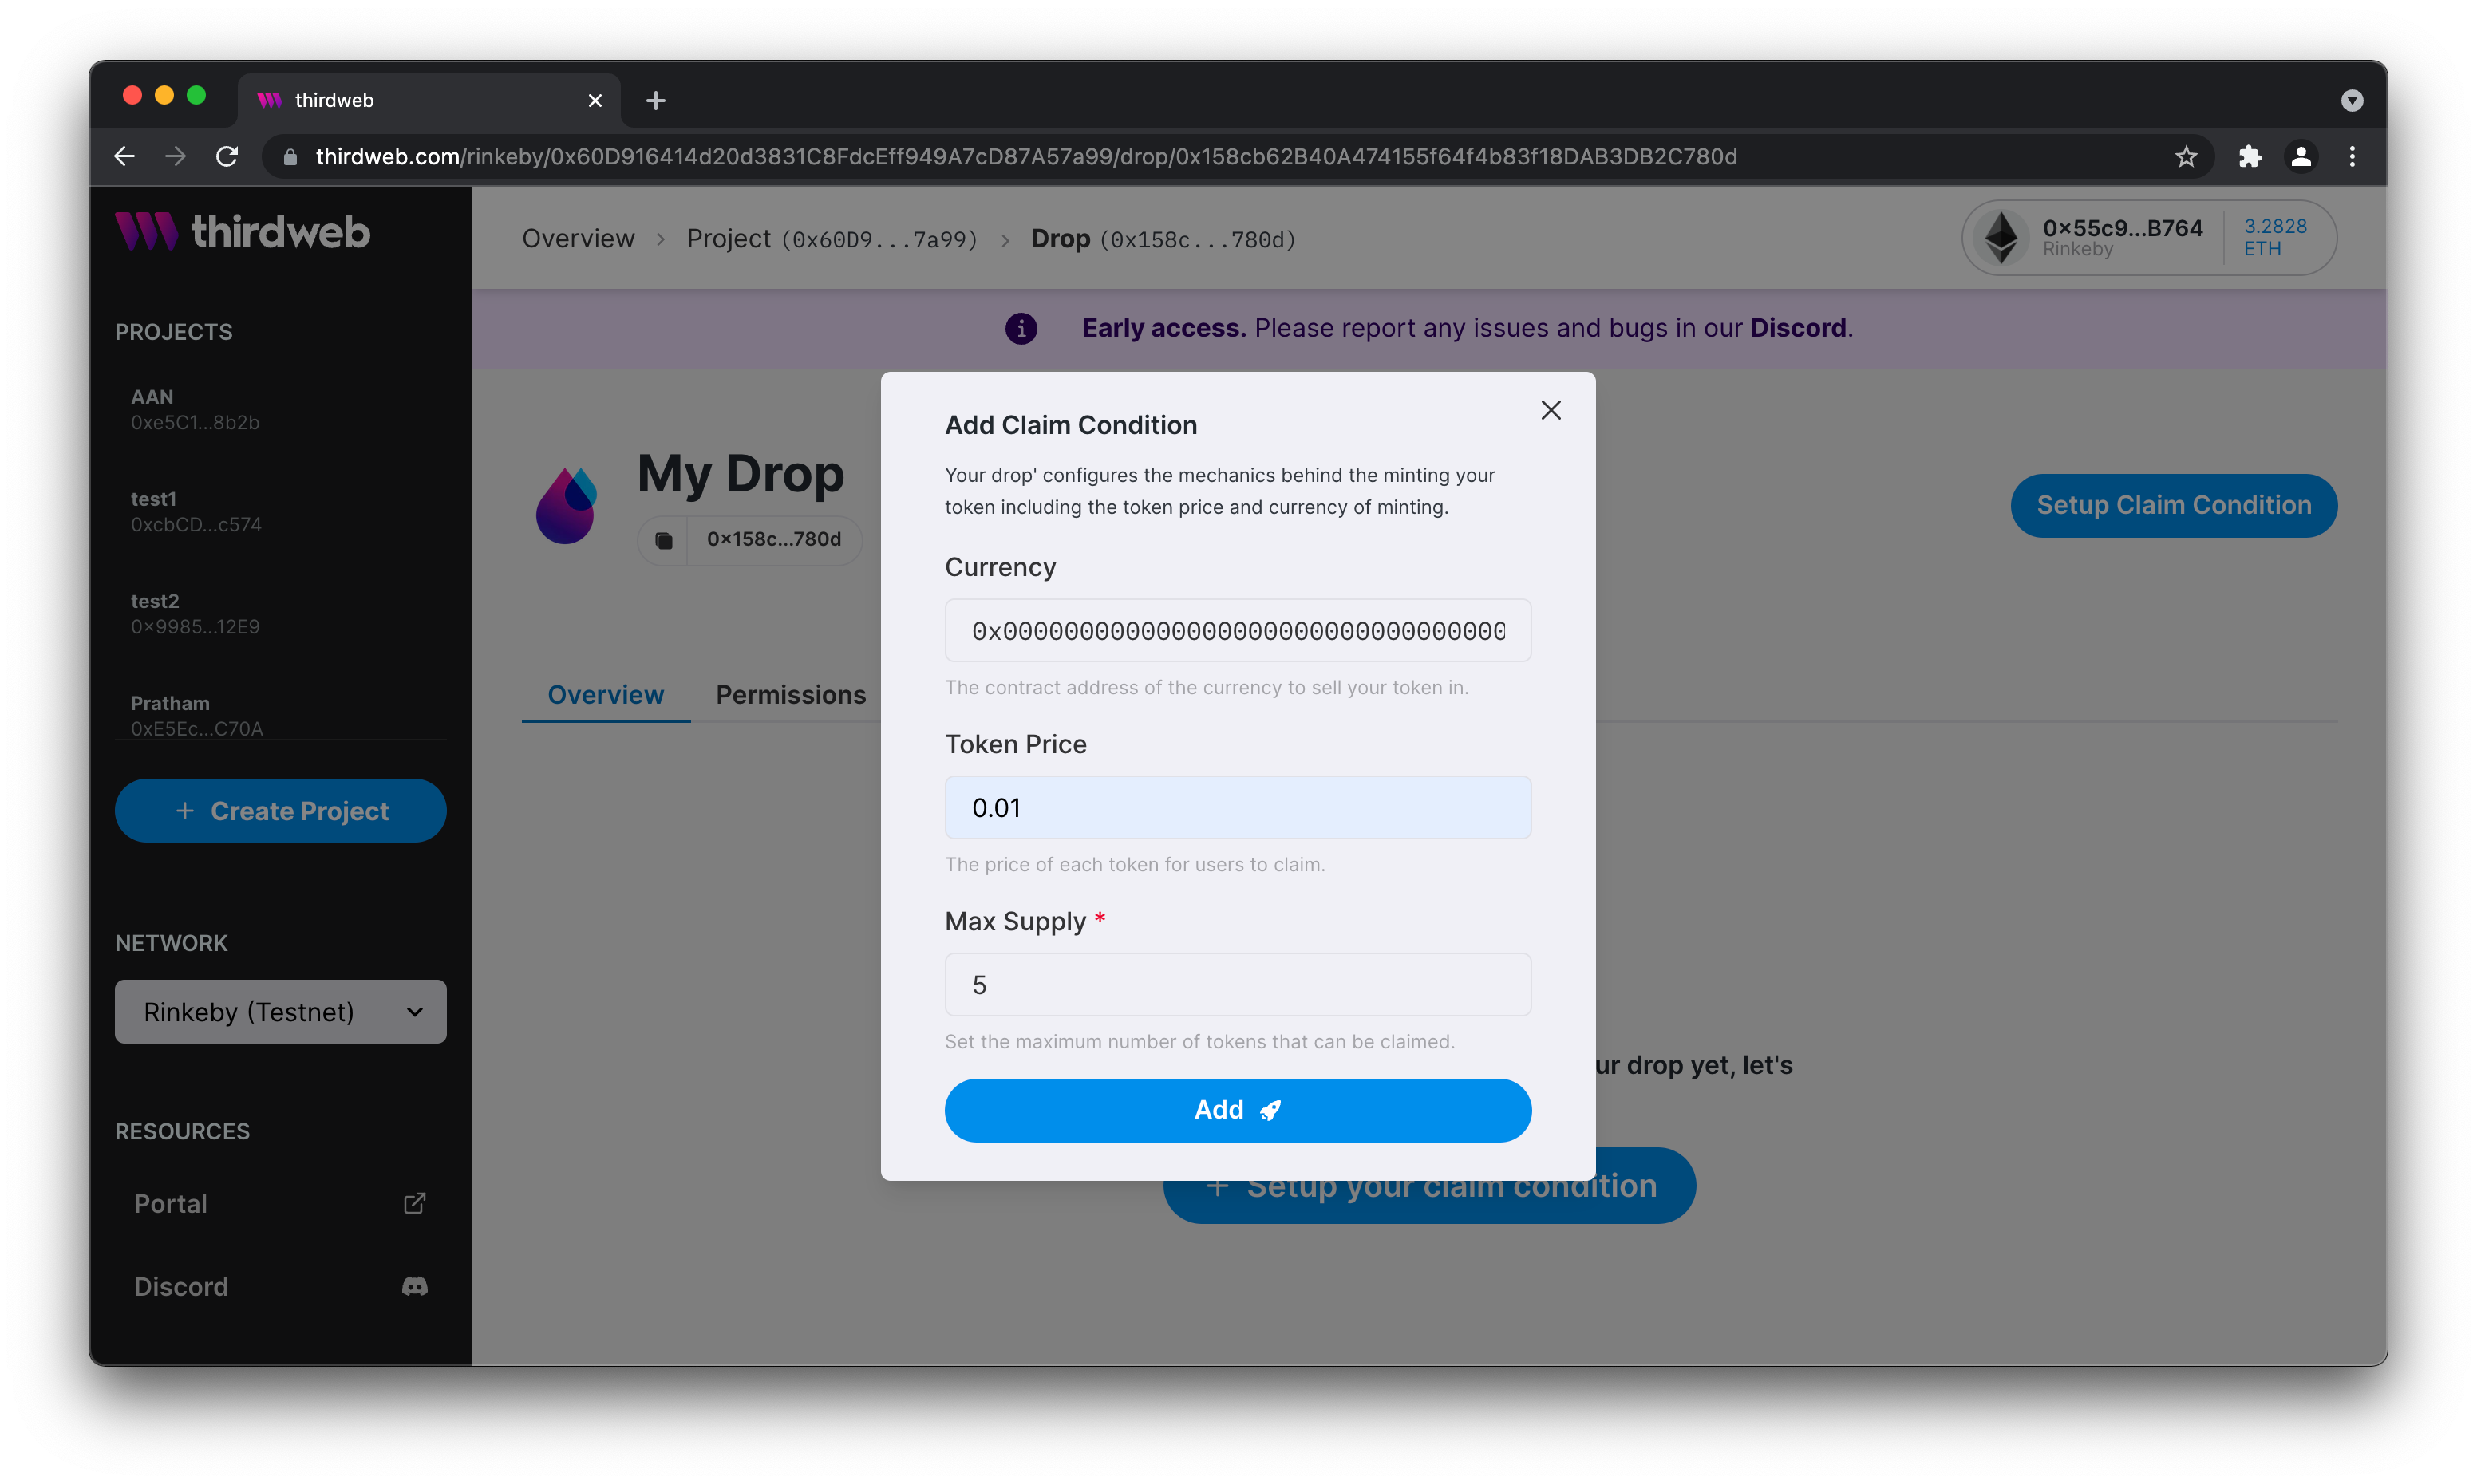 thirdweb
thirdweb.com/rinkeby/0x60D916414d20d3831C8FdcEff949A7cD87A57a99/drop/0x158cb62B40A474155f64f4b83f18DAB3DB2C780d
thirdweb
Overview > Project (0x60D9...7a99) > Drop (0x158c...780d)
0x55c9...B764
Rinkeby
3.2828
ETH
Early access. Please report any issues and bugs in our Discord.
PROJECTS
AAN
0xe5C1...8b2b
test1
0xcbCD...c574
test2
0x9985...12E9
Pratham
0xE5Ec...C70A
+ Create Project
NETWORK
Rinkeby (Testnet)
RESOURCES
Portal
Discord
My Drop
0x158c...780d
Setup Claim Condition
Overview
Permissions
Add Claim Condition
Your drop' configures the mechanics behind the minting your
token including the token price and currency of minting.
Currency
0x000000000000000000000000000000000
The contract address of the currency to sell your token in.
Token Price
0.01
The price of each token for users to claim.
Max Supply *
5
Set the maximum number of tokens that can be claimed.
Add
ur drop yet, let's
+ Setup your claim condition